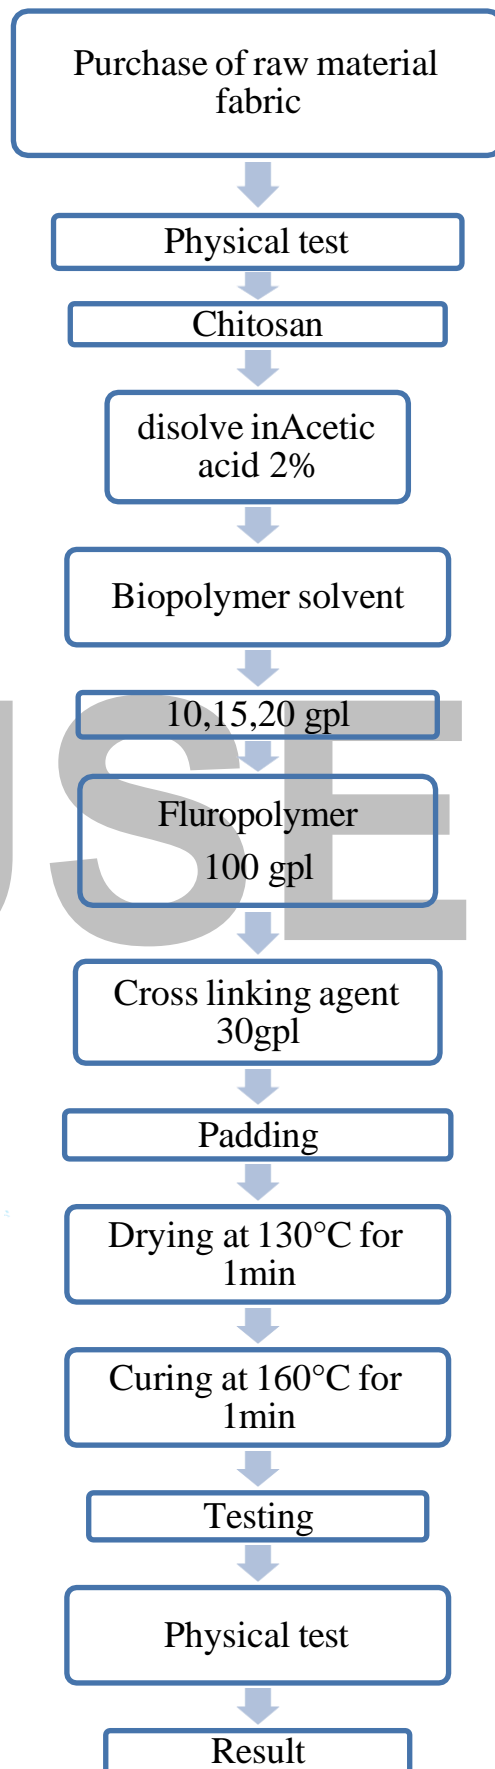 Purchase of raw material
fabric
Physical test
Chitosan
disolve inAcetic
acid 2%
Biopolymer solvent
10,15,20 gpl
Fluropolymer
100 gpl
Cross linking agent
30gpl
Padding
Drying at 130°C for
1min
Curing at 160°C for
1min
Testing
Physical test
Result
USE